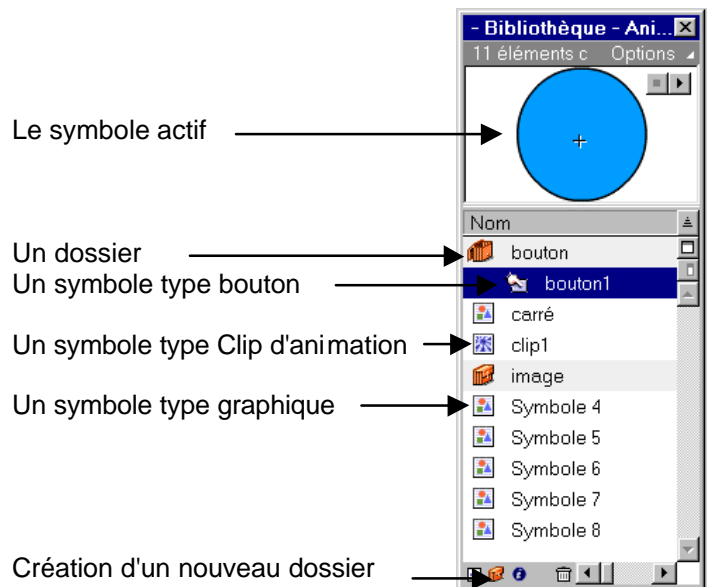 - Bibliothèque - Ani...
11 éléments c Options
Le symbole actif
Nom
Un dossier
bouton
Un symbole type bouton
bouton1
carré
Un symbole type Clip d'animation
clip1
image
Un symbole type graphique
Symbole 4
Symbole 5
Symbole 6
Symbole 7
Symbole 8
Création d'un nouveau dossier